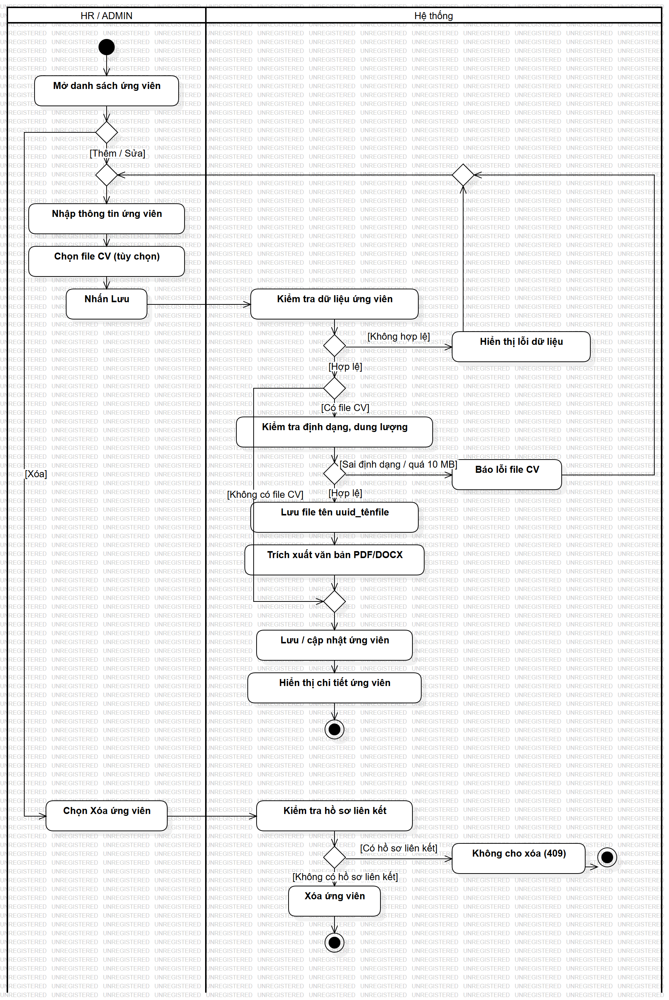 HR / ADMIN
Hệ thống
Mở danh sách ứng viên
[Thêm / Sửa]
Nhập thông tin ứng viên
Chọn file CV (tùy chọn)
Nhấn Lưu
Kiểm tra dữ liệu ứng viên
[Không hợp lệ]
Hiển thị lỗi dữ liệu
[Hợp lệ]
[Có file CV]
Kiểm tra định dạng, dung lượng
[Sai định dạng / quá 10 MB]
Báo lỗi file CV
[Xóa]
[Không có file CV]
[Hợp lệ]
Lưu file tên uuid_tênfile
Trích xuất văn bản PDF/DOCX
Lưu / cập nhật ứng viên
Hiển thị chi tiết ứng viên
Chọn Xóa ứng viên
Kiểm tra hồ sơ liên kết
[Có hồ sơ liên kết]
Không cho xóa (409)
[Không có hồ sơ liên kết]
Xóa ứng viên
UNREGISTERED